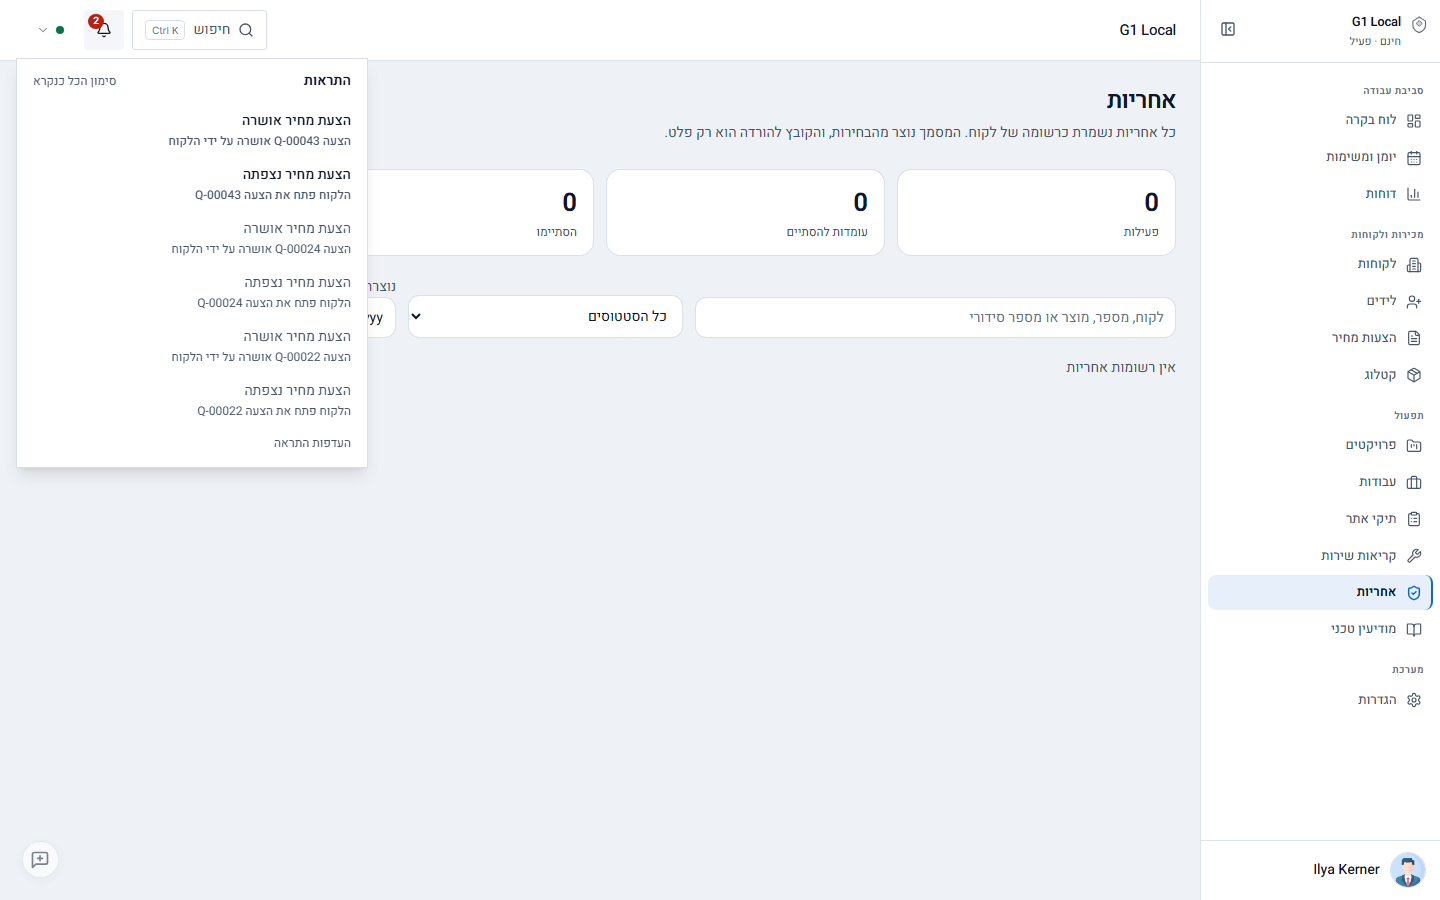 G1 Local
חינם · פעיל
סביבת עבודה
לוח בקרה
יומן ומשימות
דוחות
מכירות ולקוחות
לקוחות
לידים
הצעות מחיר
קטלוג
תפעול
פרויקטים
עבודות
תיקי אתר
קריאות שירות
אחריות
מודיעין טכני
מערכת
הגדרות
Ilya Kerner
G1 Local
חיפוש Ctrl K
2
אחריות
כל אחריות נשמרת כרשומה של לקוח. המסמך נוצר מהבחירות, והקובץ להורדה הוא רק פלט.
0
פעילות
0
עומדות להסתיים
0
הסתיימו
לקוח, מספר, מוצר או מספר סידורי
כל הסטטוסים
אין רשומות אחריות
התראות
סימון הכל כנקרא
הצעת מחיר אושרה
הצעה Q-00043 אושרה על ידי הלקוח
הצעת מחיר נצפתה
הלקוח פתח את הצעה Q-00043
הצעת מחיר אושרה
הצעה Q-00024 אושרה על ידי הלקוח
הצעת מחיר נצפתה
הלקוח פתח את הצעה Q-00024
הצעת מחיר אושרה
הצעה Q-00022 אושרה על ידי הלקוח
הצעת מחיר נצפתה
הלקוח פתח את הצעה Q-00022
העדפות התראה